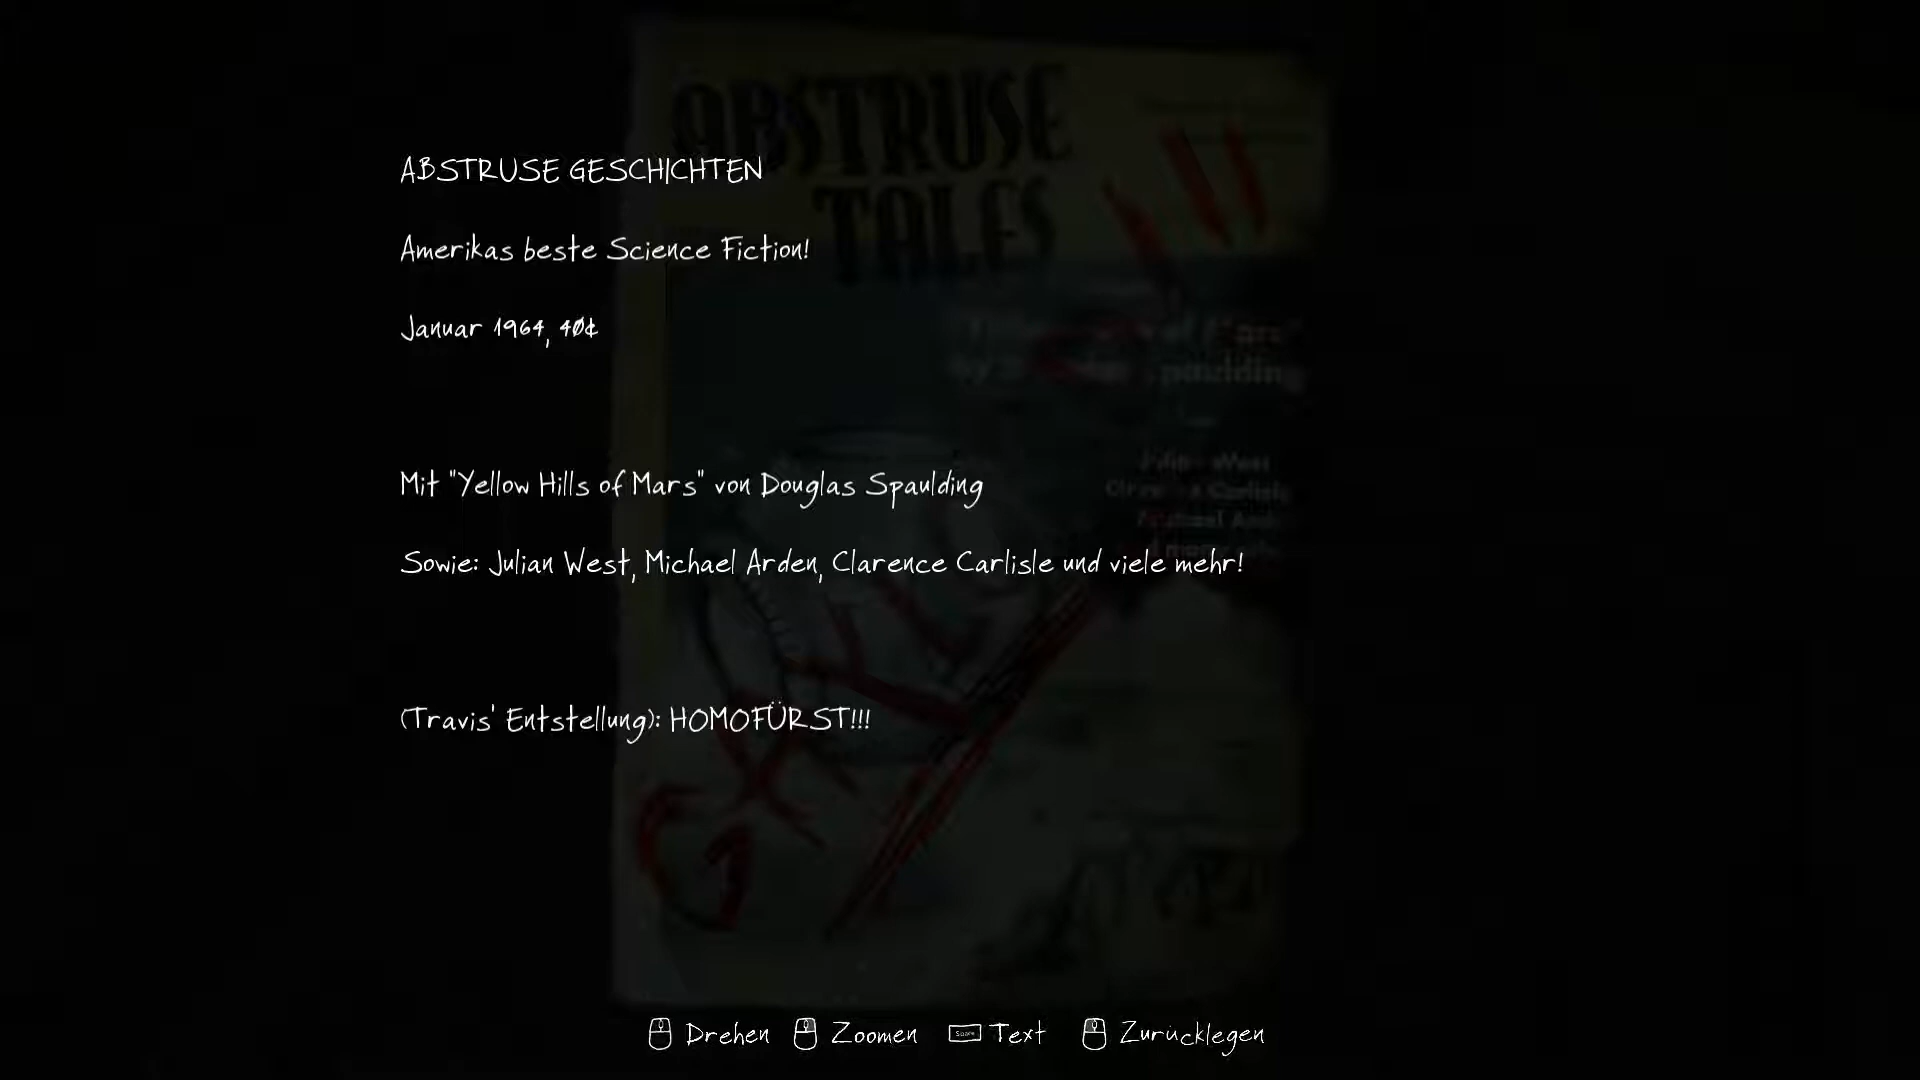 ABSTRUSE TALES
ABSTRUSE GESCHICHTEN
Amerikas beste Science Fiction!
Januar 1964, 40¢
Mit "Yellow Hills of Mars" von Douglas Spaulding
Sowie: Julian West, Michael Arden, Clarence Carlisle und viele mehr!
(Travis' Entstellung): HOMOFÜRST!!!
Drehen Zoomen Text Zurücklegen